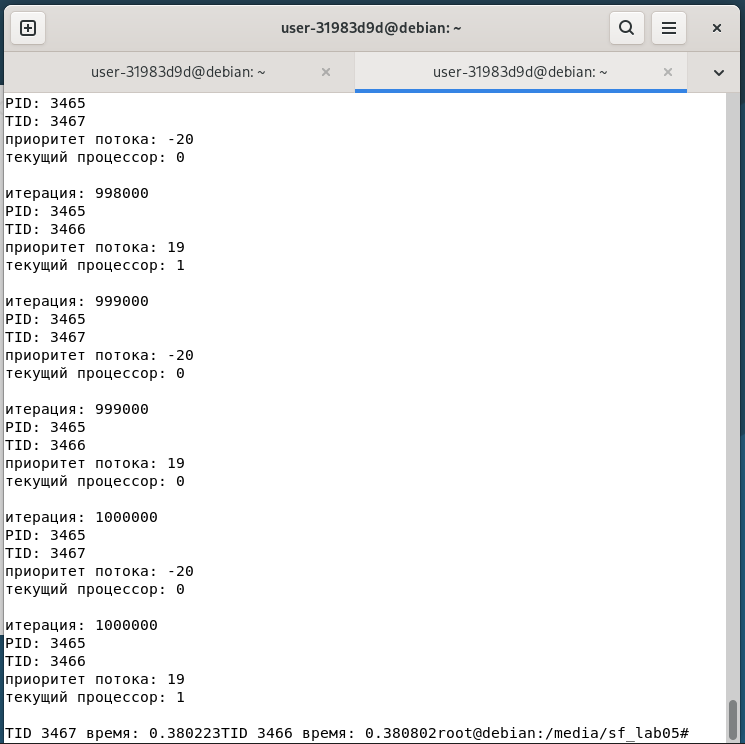 user-31983d9d@debian: ~
user-31983d9d@debian: ~
user-31983d9d@debian: ~
PID: 3465
TID: 3467
приоритет потока: -20
текущий процессор: 0
итерация: 998000
PID: 3465
TID: 3466
приоритет потока: 19
текущий процессор: 1
итерация: 999000
PID: 3465
TID: 3467
приоритет потока: -20
текущий процессор: 0
итерация: 999000
PID: 3465
TID: 3466
приоритет потока: 19
текущий процессор: 0
итерация: 1000000
PID: 3465
TID: 3467
приоритет потока: -20
текущий процессор: 0
итерация: 1000000
PID: 3465
TID: 3466
приоритет потока: 19
текущий процессор: 1
TID 3467 время: 0.380223TID 3466 время: 0.380802root@debian:/media/sf_lab05#